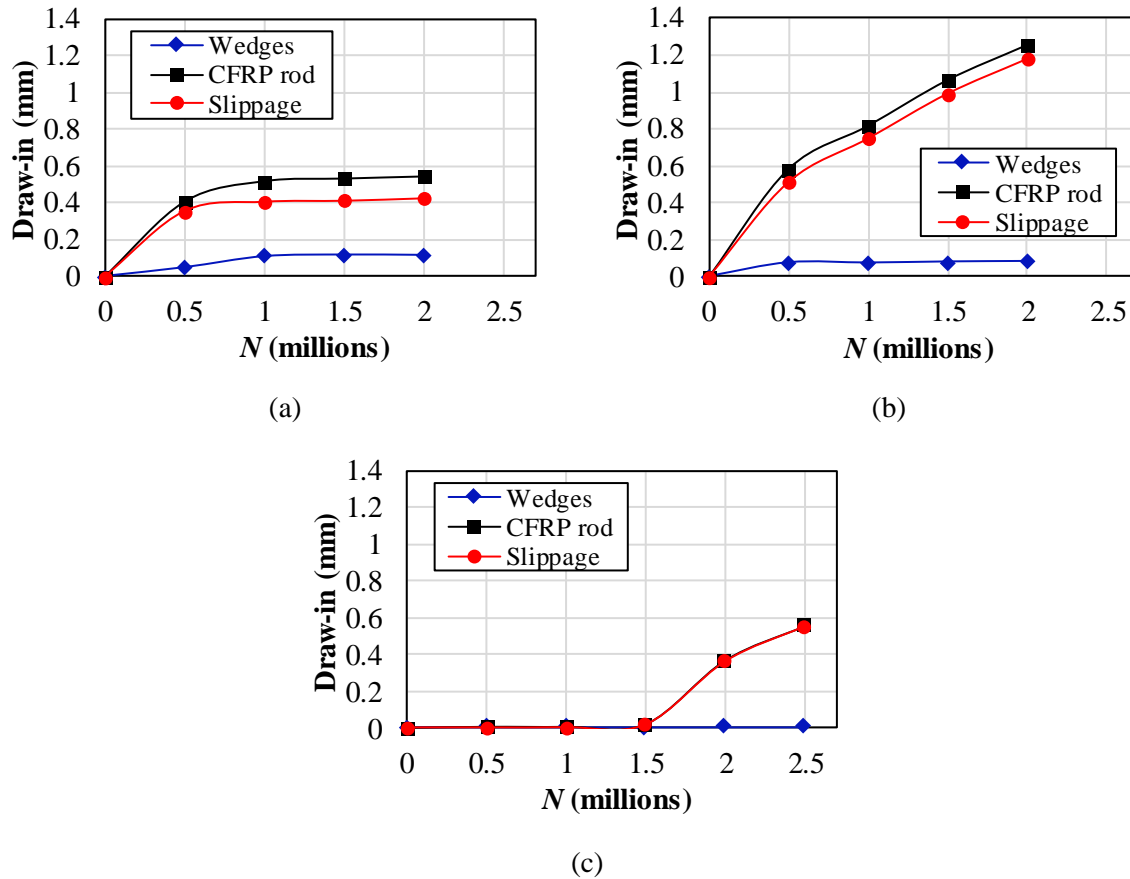 1.4
1.2
1
0.8
0.6
0.4
0.2
0
Draw-in (mm)
Wedges
CFRP rod
Slippage
0 0.5 1 1.5 2 2.5
N (millions)
(a)
1.4
1.2
1
0.8
0.6
0.4
0.2
0
Draw-in (mm)
Wedges
CFRP rod
Slippage
0 0.5 1 1.5 2 2.5
N (millions)
(b)
1.4
1.2
1
0.8
0.6
0.4
0.2
0
Draw-in (mm)
Wedges
CFRP rod
Slippage
0 0.5 1 1.5 2 2.5
N (millions)
(c)